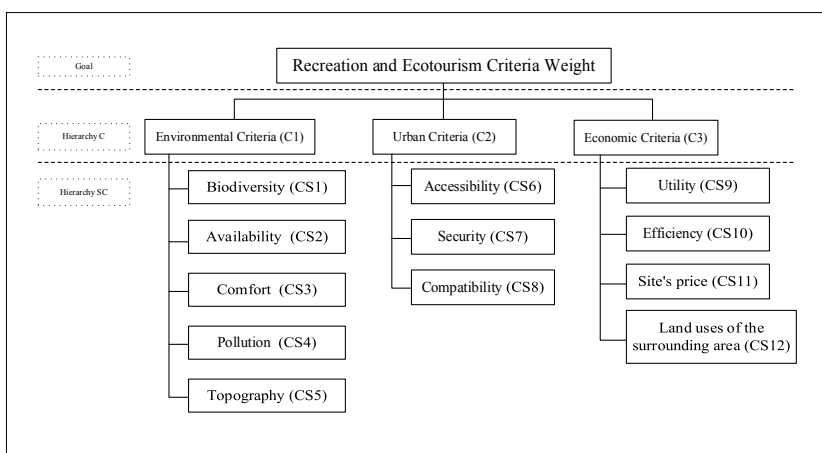 Goal
Recreation and Ecotourism Criteria Weight
Hierarchy C
Environmental Criteria (C1)
Urban Criteria (C2)
Economic Criteria (C3)
Hierarchy SC
Biodiversity (CS1)
Availability (CS2)
Comfort (CS3)
Pollution (CS4)
Topography (CS5)
Accessibility (CS6)
Security (CS7)
Compatibility (CS8)
Utility (CS9)
Efficiency (CS10)
Site's price (CS11)
Land uses of the
surrounding area (CS12)